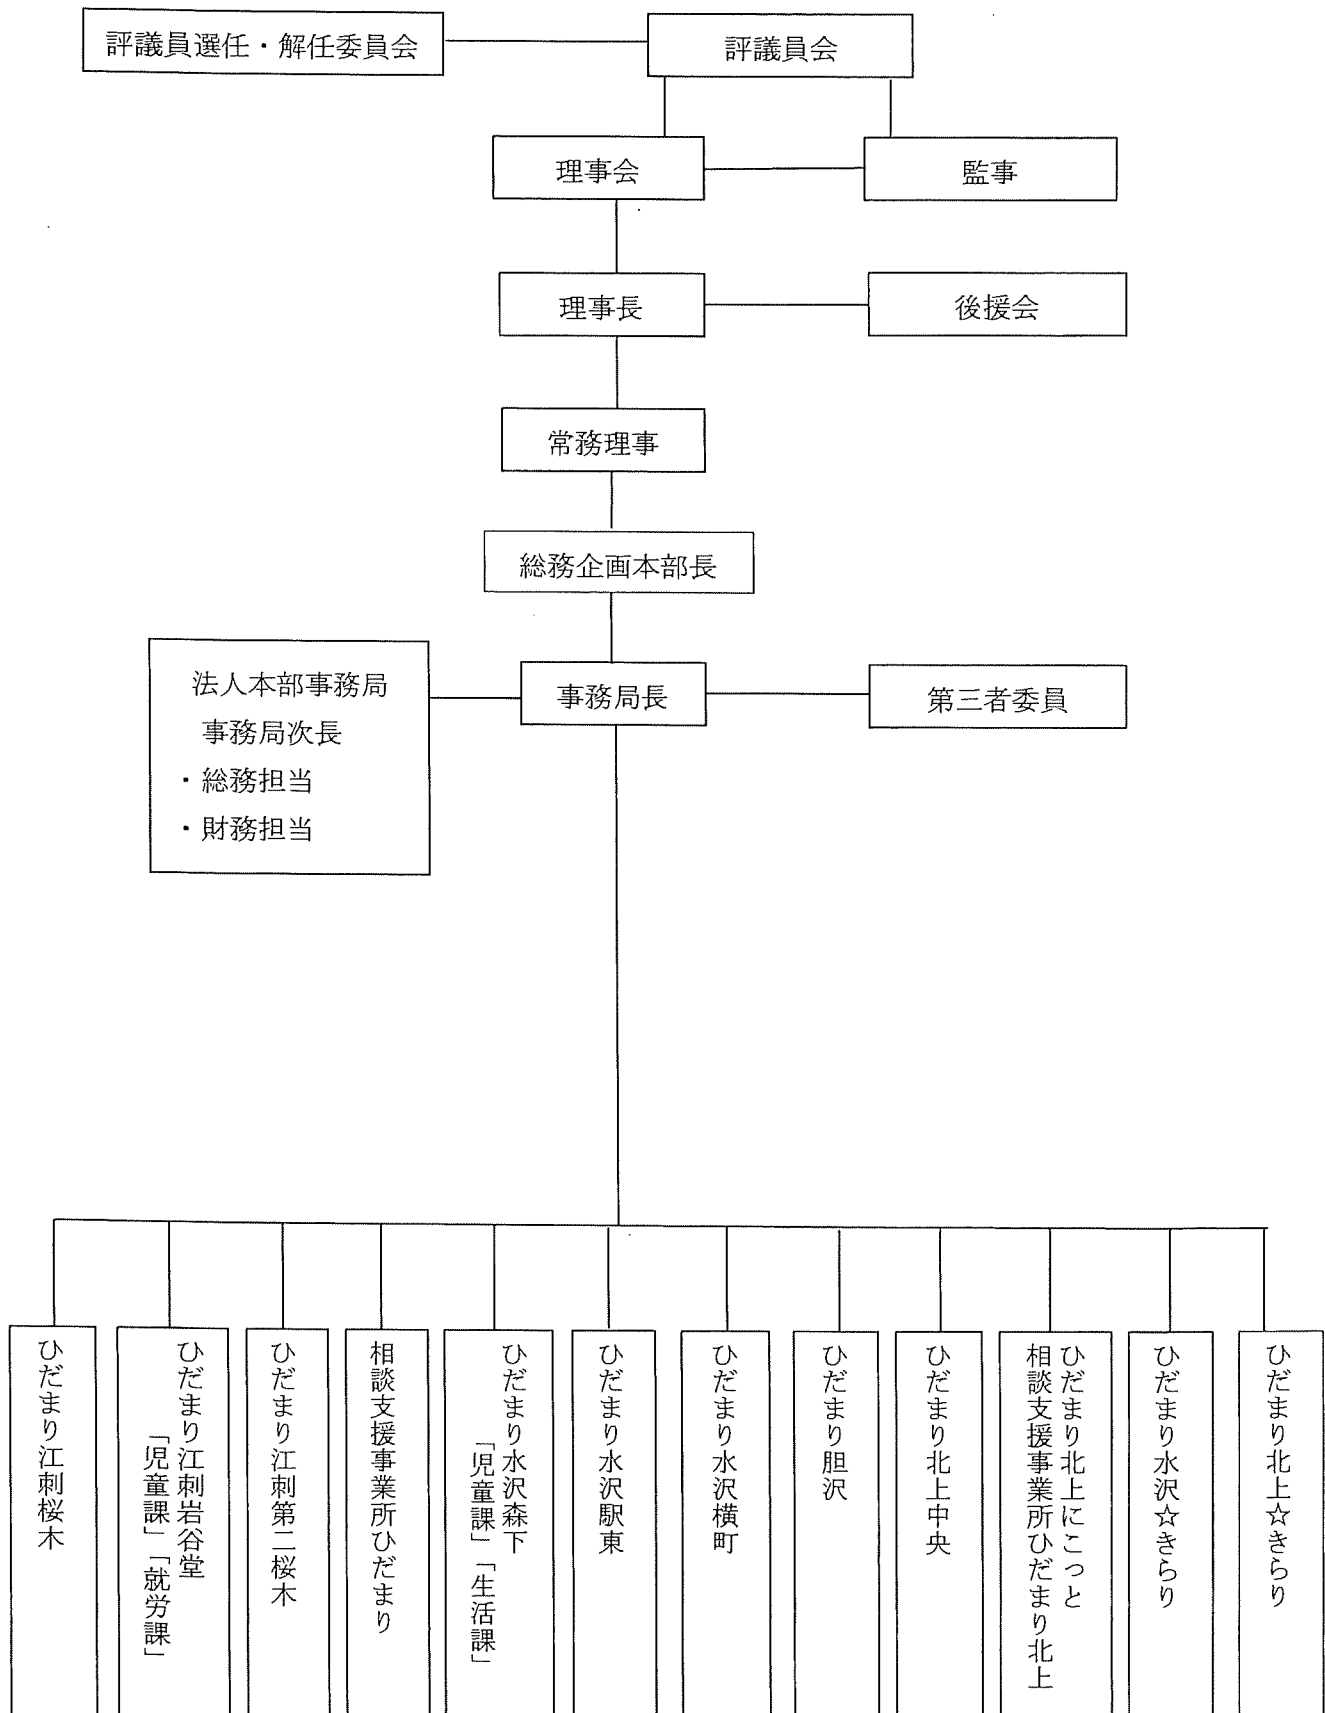 評議員選任・解任委員会
評議員会
理事会
監事
理事長
後援会
常務理事
総務企画本部長
法人本部事務局
事務局次長
・総務担当
・財務担当
事務局長
第三者委員
ひだまり江刺桜木
ひだまり江刺岩谷堂
「児童課」「就労課」
ひだまり江刺第二桜木
相談支援事業所ひだまり
ひだまり水沢森下
「児童課」「生活課」
ひだまり水沢駅東
ひだまり水沢横町
ひだまり胆沢
ひだまり北上中央
ひだまり北上にこっと
相談支援事業所ひだまり北上
ひだまり水沢☆きらり
ひだまり北上☆きらり